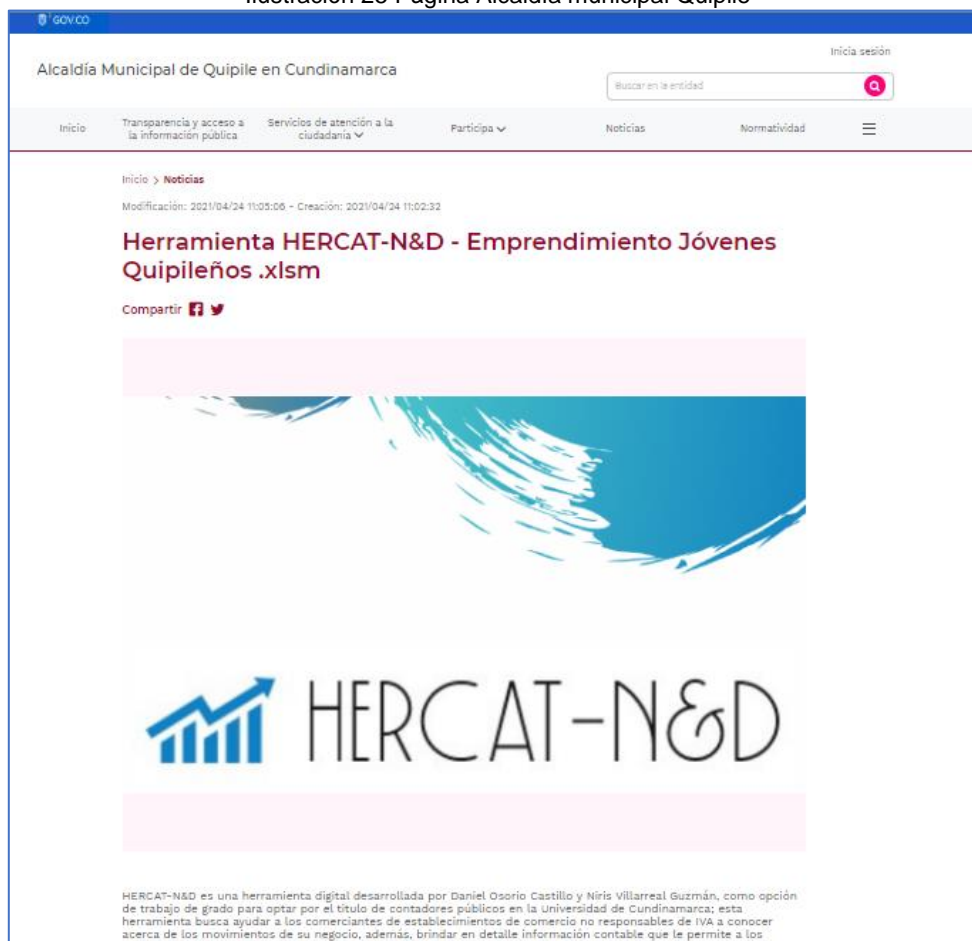 Ilustración 28 Página Alcaldía municipal Quipile
GOV.CO
Inicia sesión
Alcaldía Municipal de Quipile en Cundinamarca
Buscar en la entidad
Inicio
Transparencia y acceso a
la información pública
Servicios de atención a la
ciudadanía
Participa
Noticias
Normatividad
Inicio > Noticias
Modificación: 2021/04/24 11:05:06 - Creación: 2021/04/24 11:02:32
Herramienta HERCAT-N&D - Emprendimiento Jóvenes
Quipileños .xlsm
Compartir
HERCAT-N&D
HERCAT-N&D es una herramienta digital desarrollada por Daniel Osorio Castillo y Niris Villarreal Guzmán, como opción
de trabajo de grado para optar por el título de contadores públicos en la Universidad de Cundinamarca; esta
herramienta busca ayudar a los comerciantes de establecimientos de comercio no responsables de IVA a conocer
acerca de los movimientos de su negocio, además, brindar en detalle información contable que le permite a los